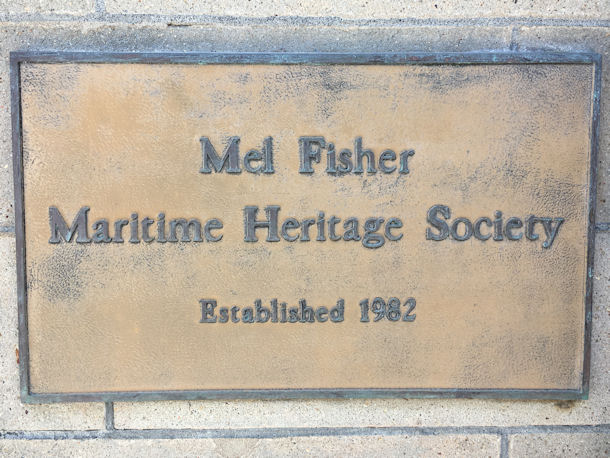 Mel Fisher
Maritime Heritage Society
Established 1982